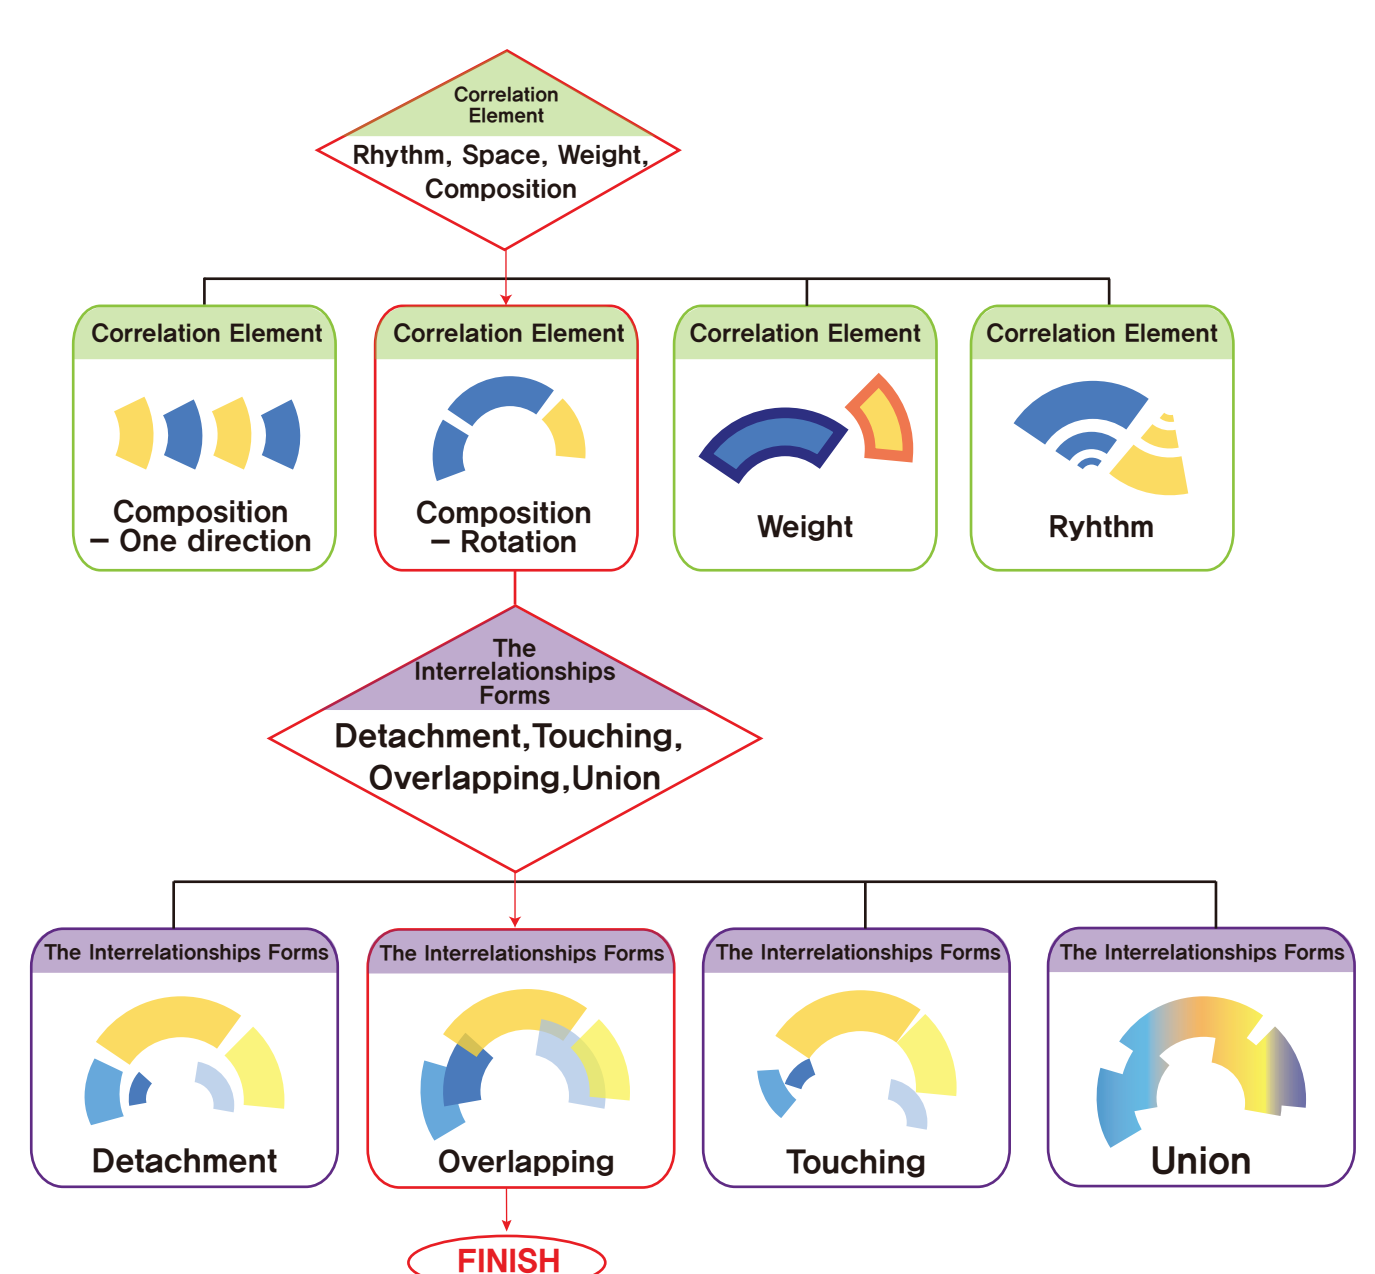 Correlation
Element
Rhythm, Space, Weight,
Composition
Correlation Element
Composition
– One direction
Correlation Element
Composition
– Rotation
Correlation Element
Weight
Correlation Element
Ryhthm
The
Interrelationships
Forms
Detachment,Touching,
Overlapping,Union
The Interrelationships Forms
Detachment
The Interrelationships Forms
Overlapping
The Interrelationships Forms
Touching
The Interrelationships Forms
Union
FINISH